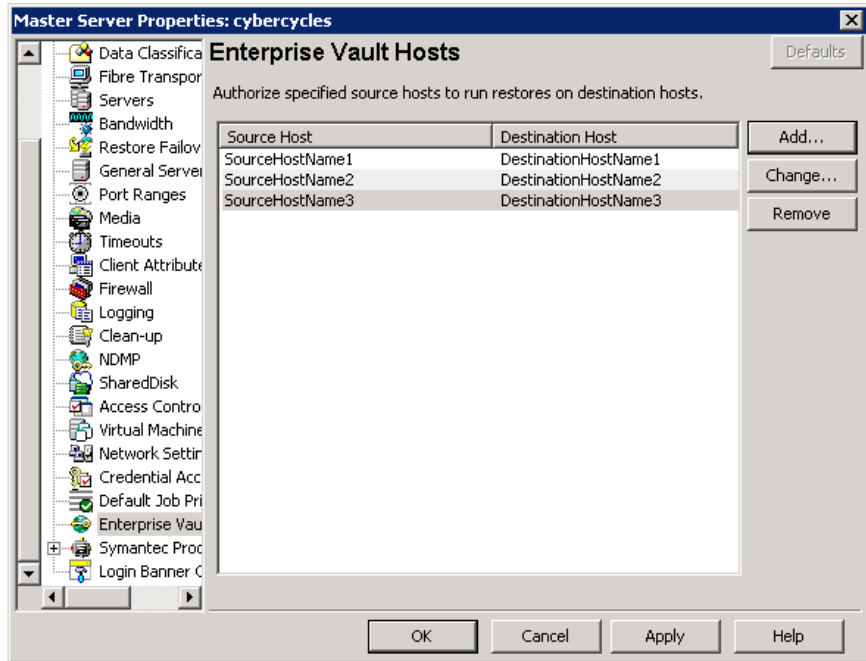 Master Server Properties: cybercycles
Data Classifica
Fibre Transpor
Servers
Bandwidth
Restore Failov
General Server
Port Ranges
Media
Timeouts
Client Attribute
Firewall
Logging
Clean-up
NDMP
SharedDisk
Access Contro
Virtual Machine
Network Settin
Credential Acc
Default Job Pri
Enterprise Vau
Symantec Prod
Login Banner C
Enterprise Vault Hosts
Defaults
Authorize specified source hosts to run restores on destination hosts.
Source Host Destination Host
SourceHostName1 DestinationHostName1
SourceHostName2 DestinationHostName2
SourceHostName3 DestinationHostName3
Add...
Change...
Remove
OK Cancel Apply Help